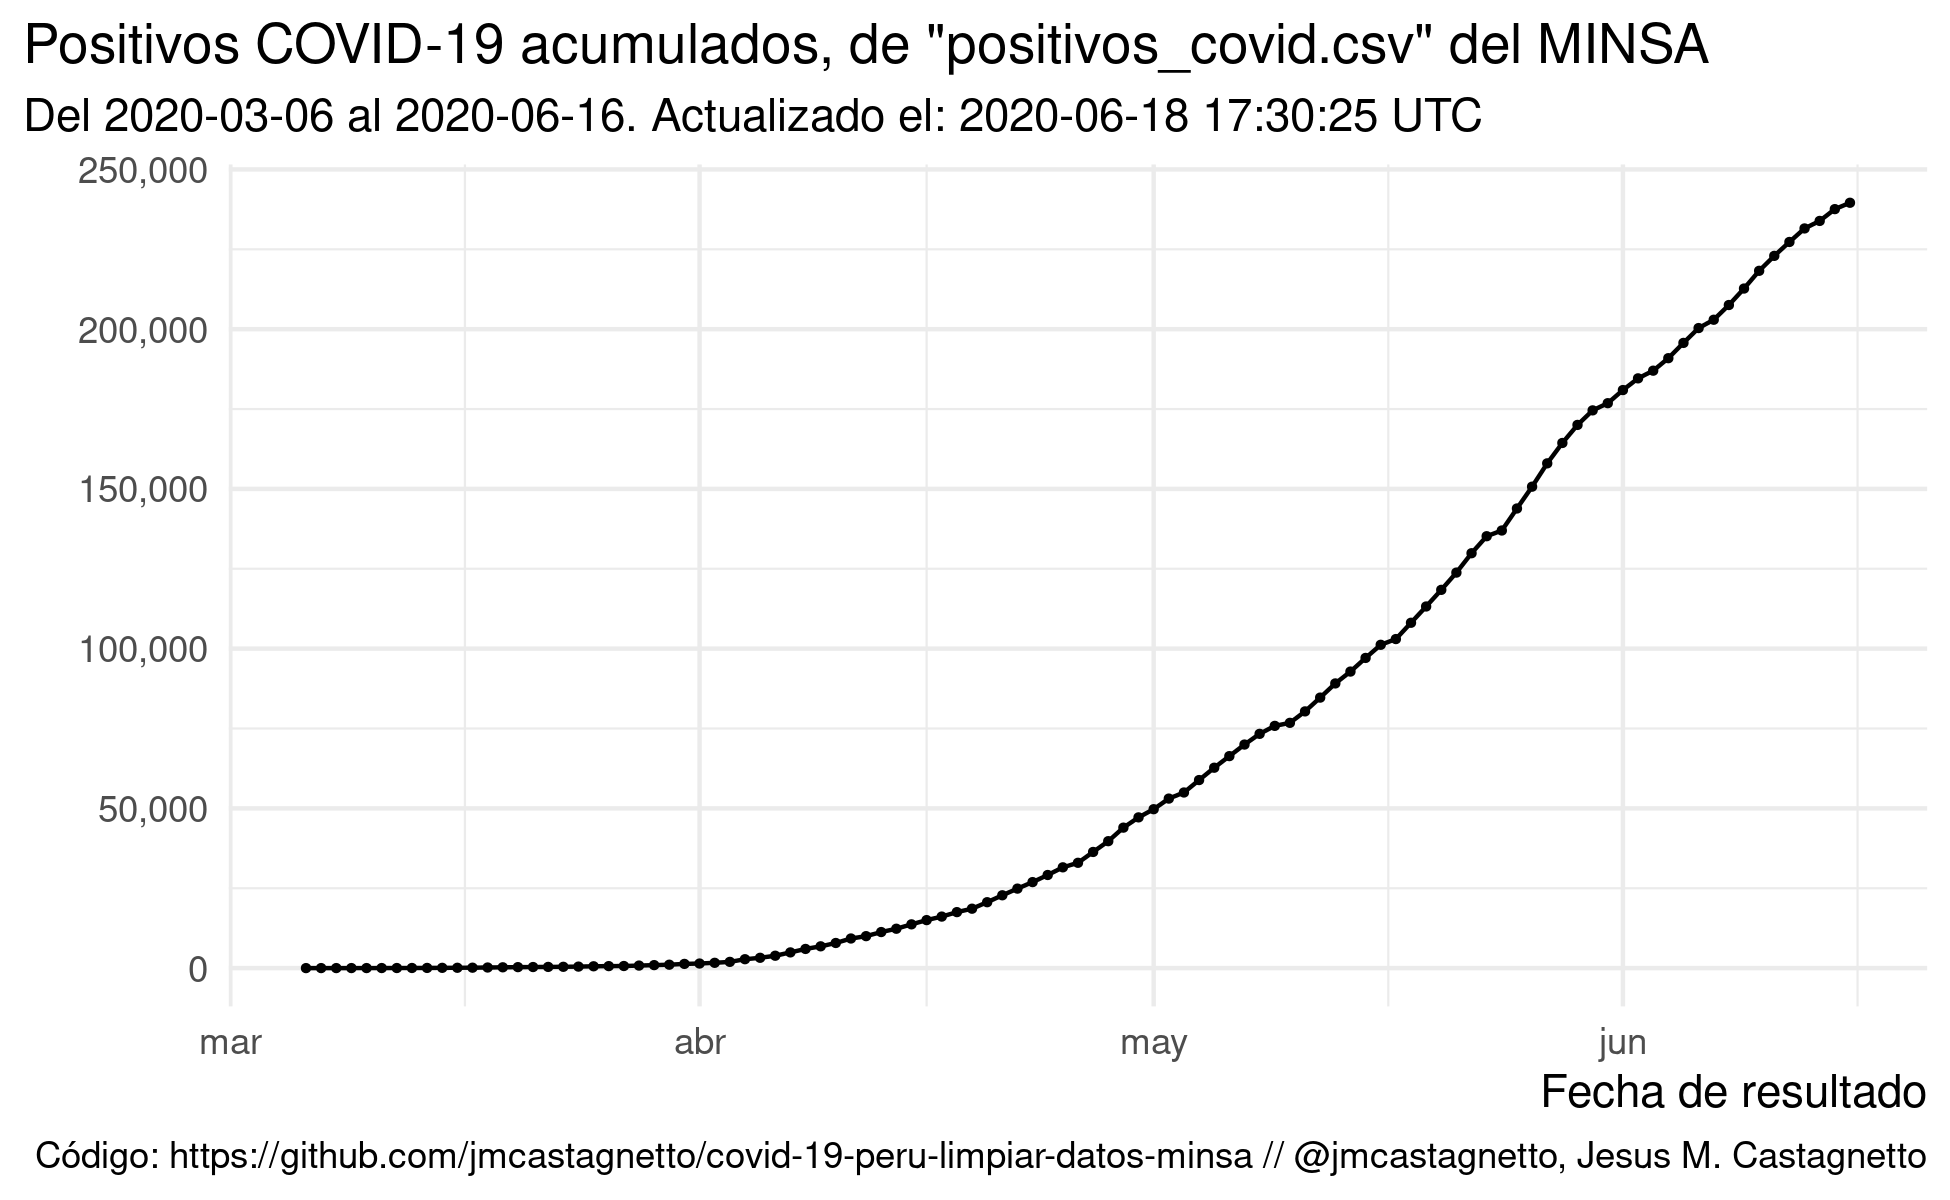 Positivos COVID-19 acumulados, de "positivos_covid.csv" del MINSA
Del 2020-03-06 al 2020-06-16. Actualizado el: 2020-06-18 17:30:25 UTC
250,000
200,000
150,000
100,000
50,000
0
mar abr may jun
Fecha de resultado
Código: https://github.com/jmcastagnetto/covid-19-peru-limpiar-datos-minsa // @jmcastagnetto, Jesus M. Castagnetto